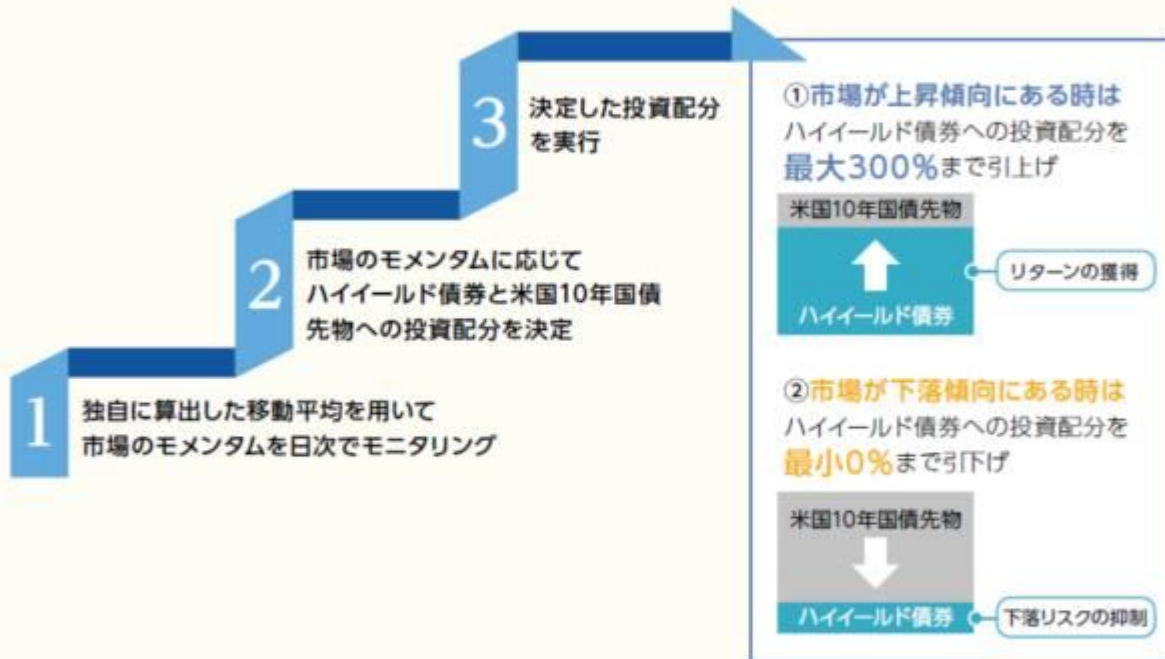 1
独自に算出した移動平均を用いて
市場のモメンタムを日次でモニタリング
2
市場のモメンタムに応じて
ハイイールド債券と米国10年国債
先物への投資配分を決定
3
決定した投資配分
を実行
①市場が上昇傾向にある時は
ハイイールド債券への投資配分を
最大300%まで引上げ
米国10年国債先物
リターンの獲得
ハイイールド債券
②市場が下落傾向にある時は
ハイイールド債券への投資配分を
最小0%まで引下げ
米国10年国債先物
ハイイールド債券
下落リスクの抑制